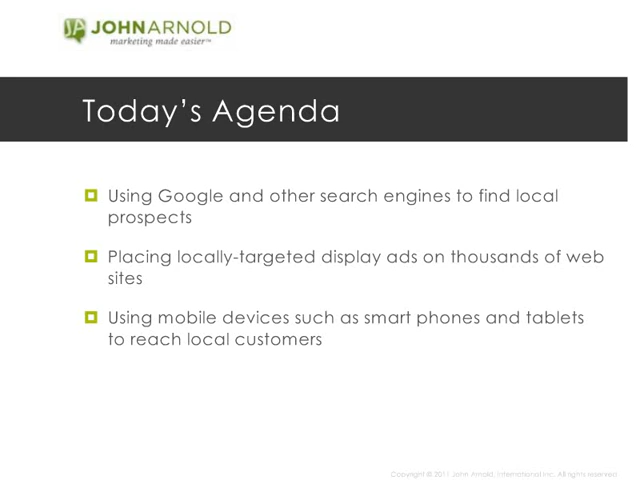 JA JOHNARNOLD
marketing made easier™
Today's Agenda
Using Google and other search engines to find local
prospects
Placing locally-targeted display ads on thousands of web
sites
Using mobile devices such as smart phones and tablets
to reach local customers
Copyright © 2011 John Arnold, International Inc. All rights reserved